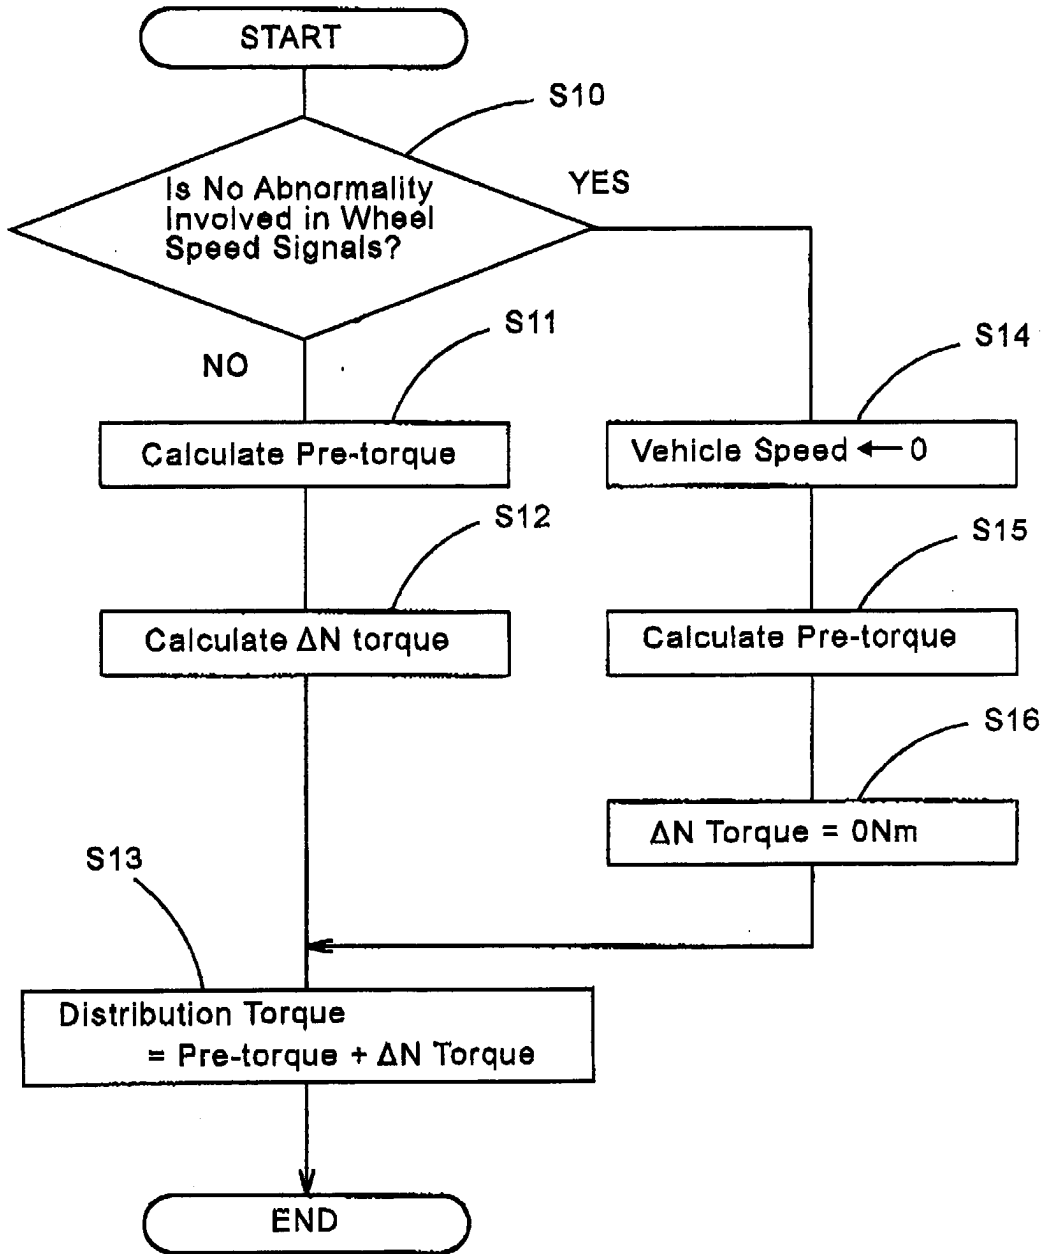 START
S10
Is No Abnormality
Involved in Wheel
Speed Signals?
YES
NO
S11
Calculate Pre-torque
S12
Calculate ΔN torque
S14
Vehicle Speed ← 0
S15
Calculate Pre-torque
S16
ΔN Torque = 0Nm
S13
Distribution Torque
= Pre-torque + ΔN Torque
END